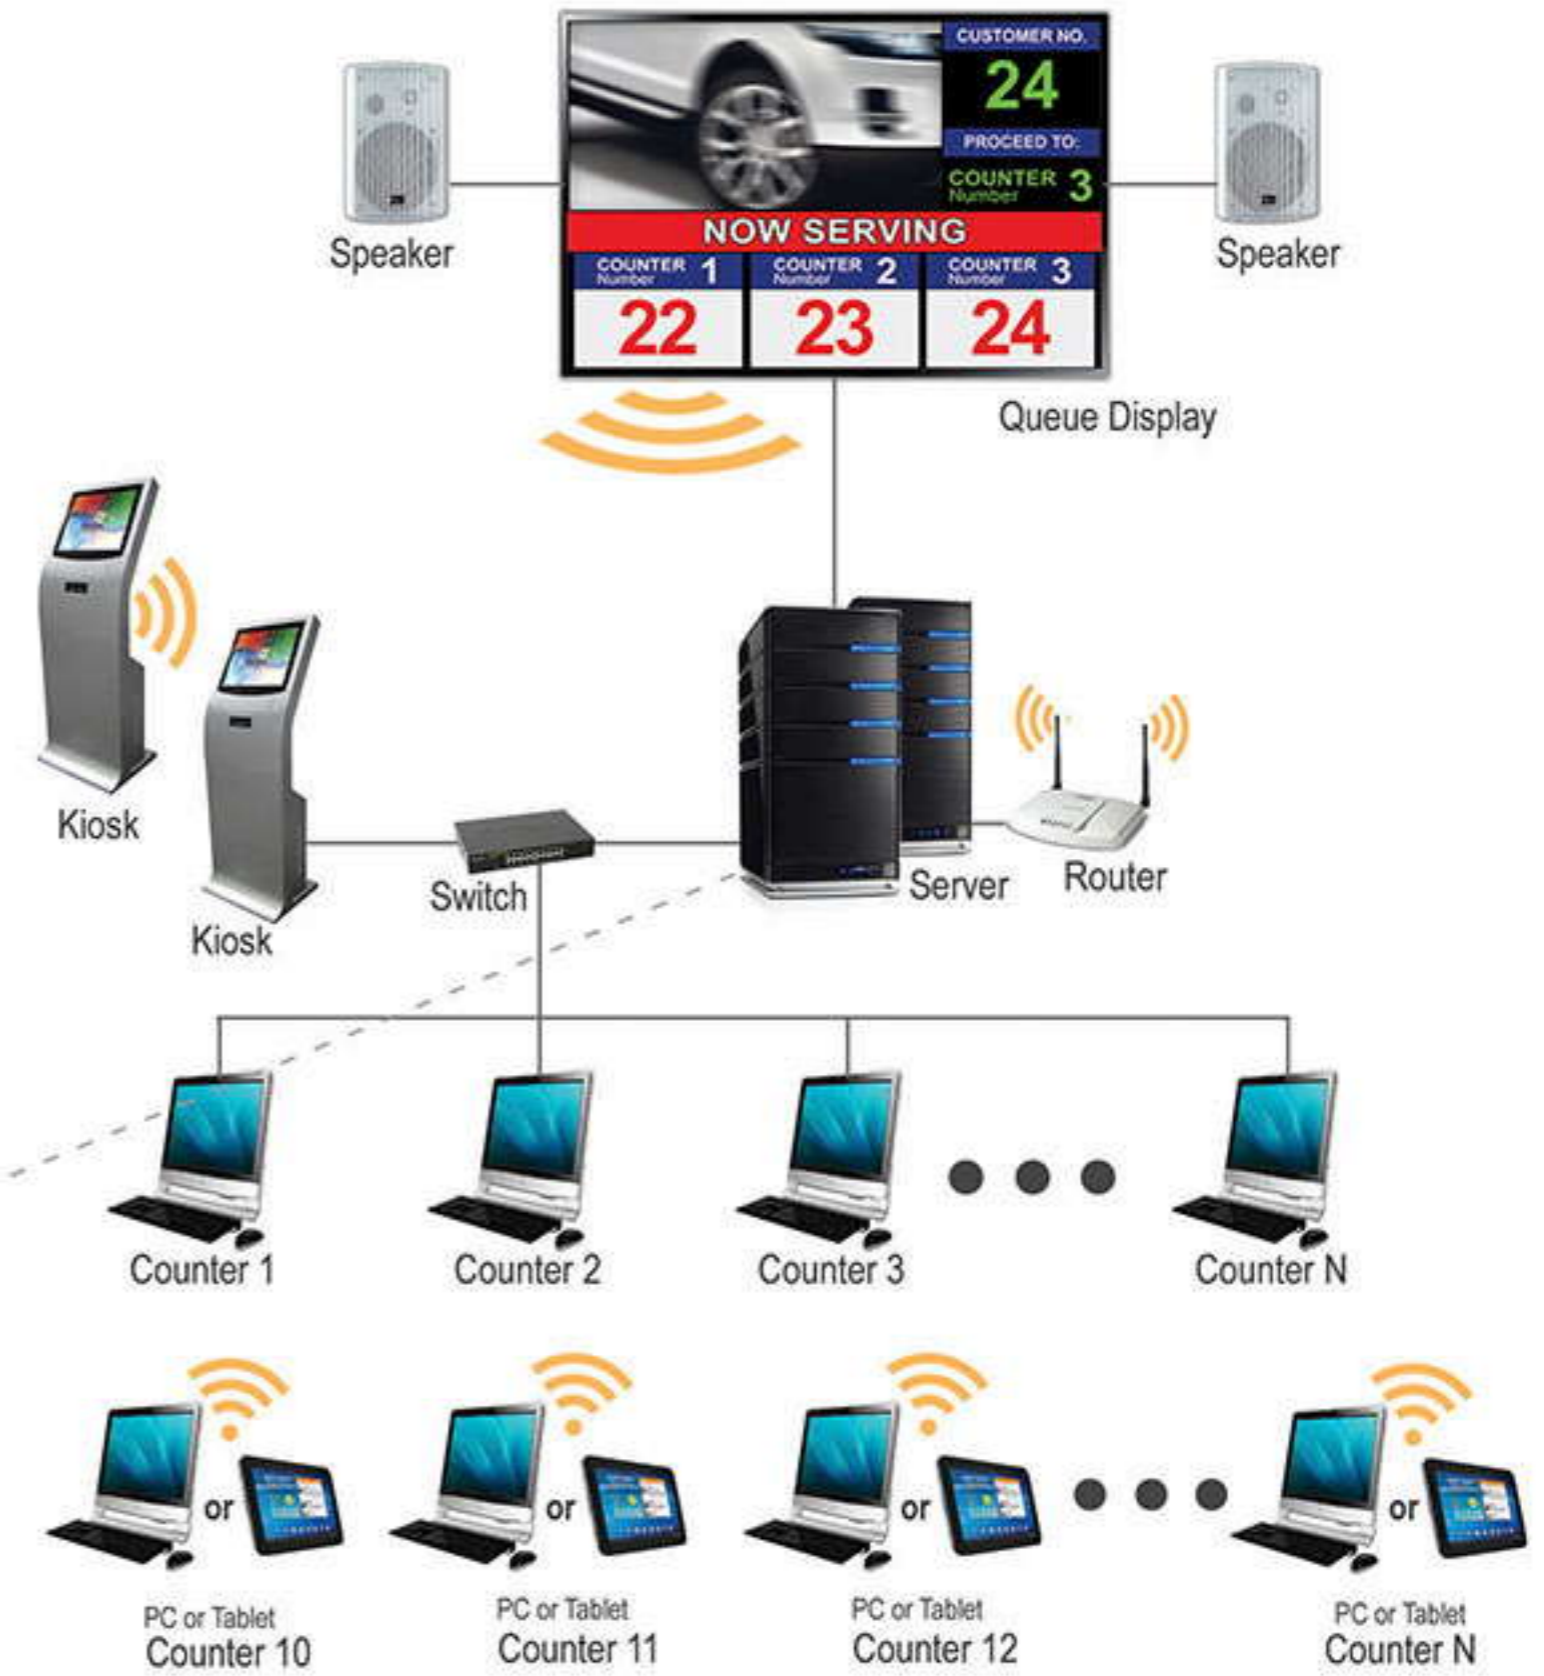 CUSTOMER NO.
24
PROCEED TO:
COUNTER 3
Number
NOW SERVING
COUNTER 1
Number
COUNTER 2
Number
COUNTER 3
Number
22
23
24
Speaker
Speaker
Queue Display
Kiosk
Kiosk
Switch
Server
Router
Counter 1
Counter 2
Counter 3
Counter N
or
or
or
or
PC or Tablet
Counter 10
PC or Tablet
Counter 11
PC or Tablet
Counter 12
PC or Tablet
Counter N